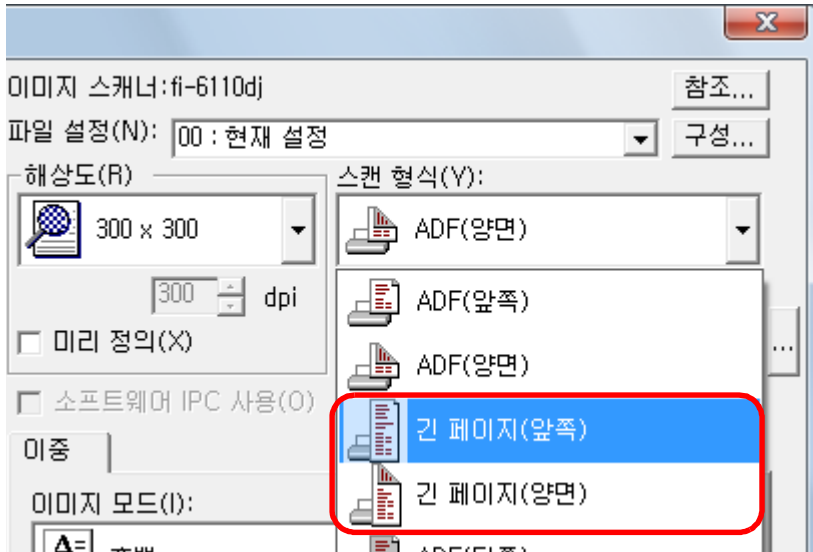 이미지 스캐너:fi-6110dj
참조...
파일 설정(N):
00 : 현재 설정
구성...
해상도(R)
스캔 형식(Y):
300 x 300
ADF(양면)
300
dpi
ADF(앞쪽)
미리 정의(X)
...
ADF(양면)
소프트웨어 IPC 사용(O)
긴 페이지(앞쪽)
이중
긴 페이지(양면)
이미지 모드(I):